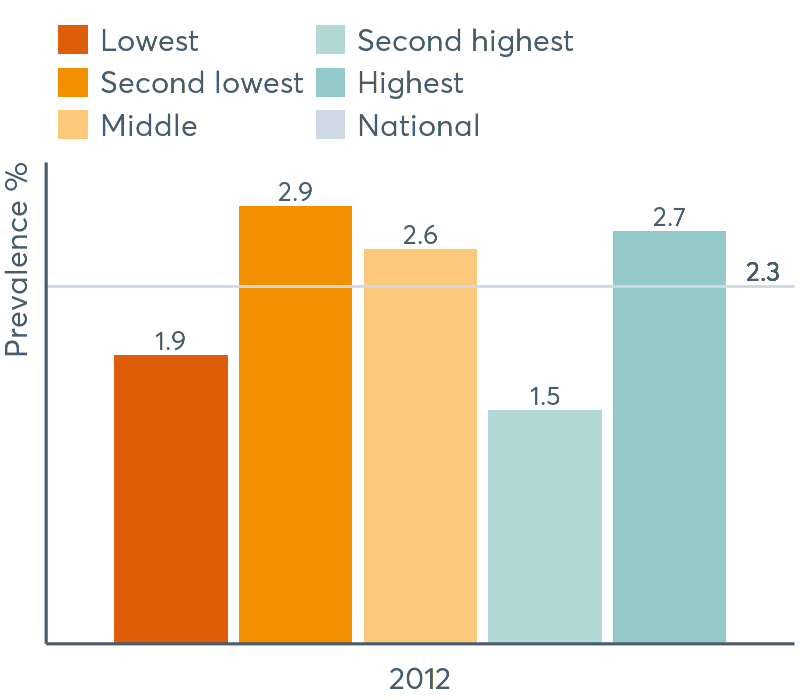 Lowest
Second lowest
Middle
Second highest
Highest
National
Prevalence %
1.9
2.9
2.6
1.5
2.7
2.3
2012